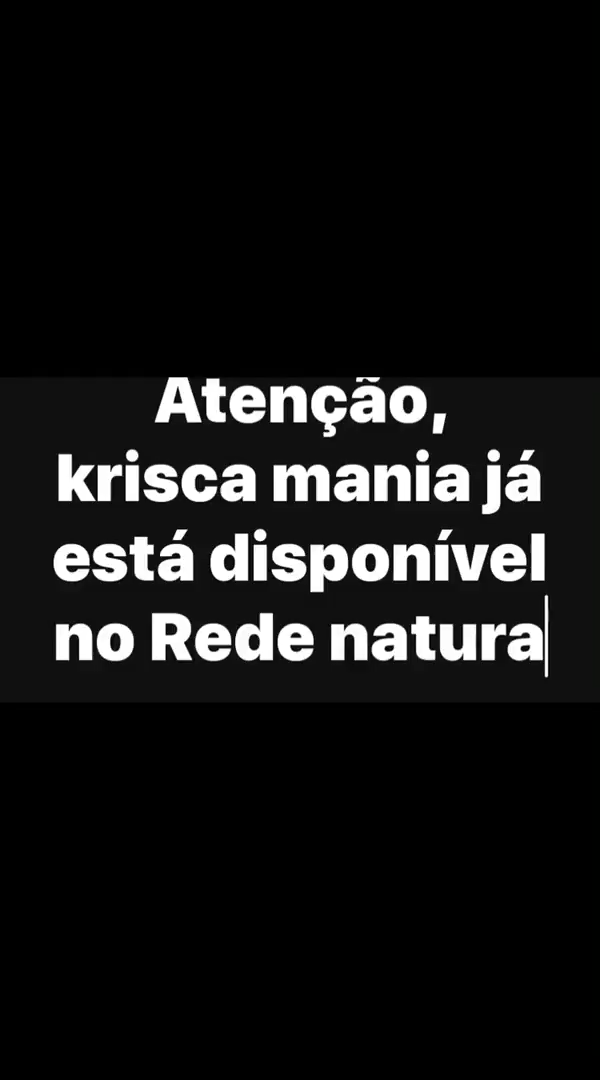 Atenção,
krisca mania já
está disponível
no Rede natura